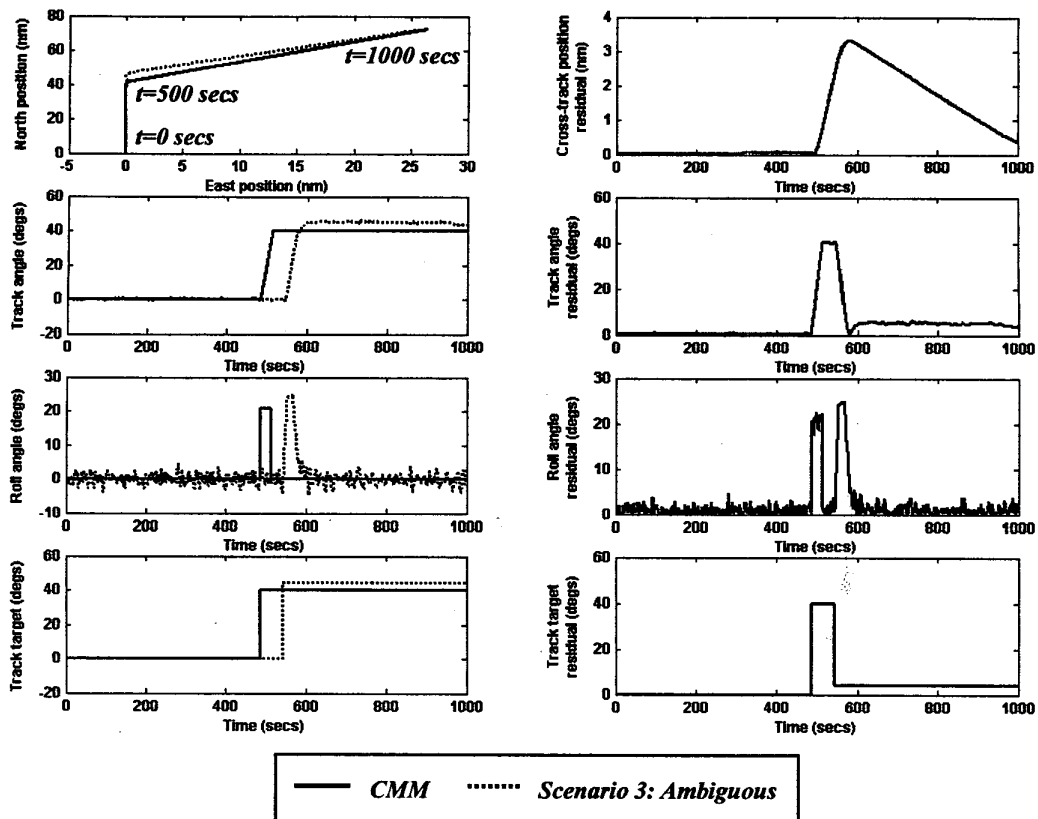 North position (nm)
80
60
40
20
0
t=1000 secs
t=500 secs
t=0 secs
-5 0 5 10 15 20 25 30
East position (nm)
Cross-track position
residual (nm)
4
3
2
1
0
0 200 400 600 800 1000
Time (secs)
Track angle (degs)
60
40
20
0
-20
0 200 400 600 800 1000
Time (secs)
Track angle
residual (degs)
60
40
20
0
0 200 400 600 800 1000
Time (secs)
Roll angle (degs)
30
20
10
0
-10
0 200 400 600 800 1000
Time (secs)
Roll angle
residual (degs)
30
20
10
0
0 200 400 600 800 1000
Time (secs)
Track target (degs)
60
40
20
0
-20
0 200 400 600 800 1000
Time (secs)
Track target
residual (degs)
60
40
20
0
0 200 400 600 800 1000
Time (secs)
CMM
Scenario 3: Ambiguous